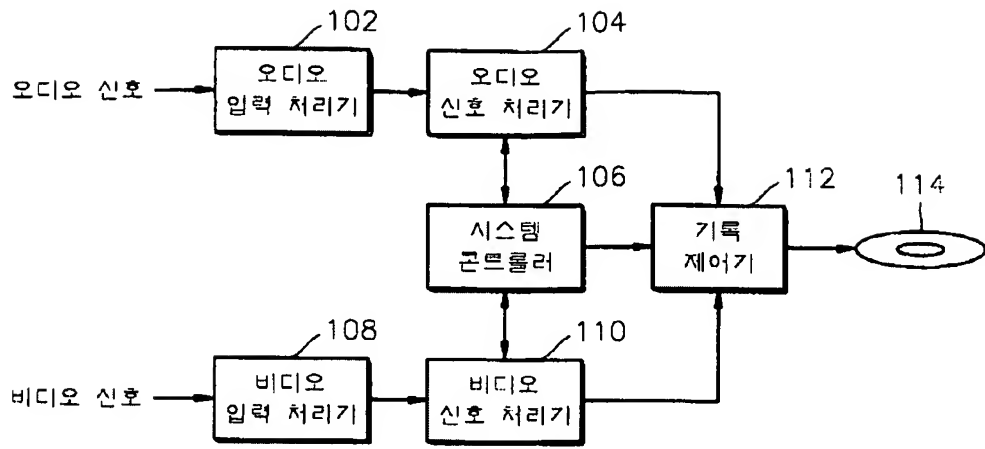 102
104
오디오 신호
오디오
입력 처리기
오디오
신호 처리기
106
112
114
시스템
콘트롤러
기록
제어기
108
110
비디오 신호
비디오
입력 처리기
비디오
신호 처리기